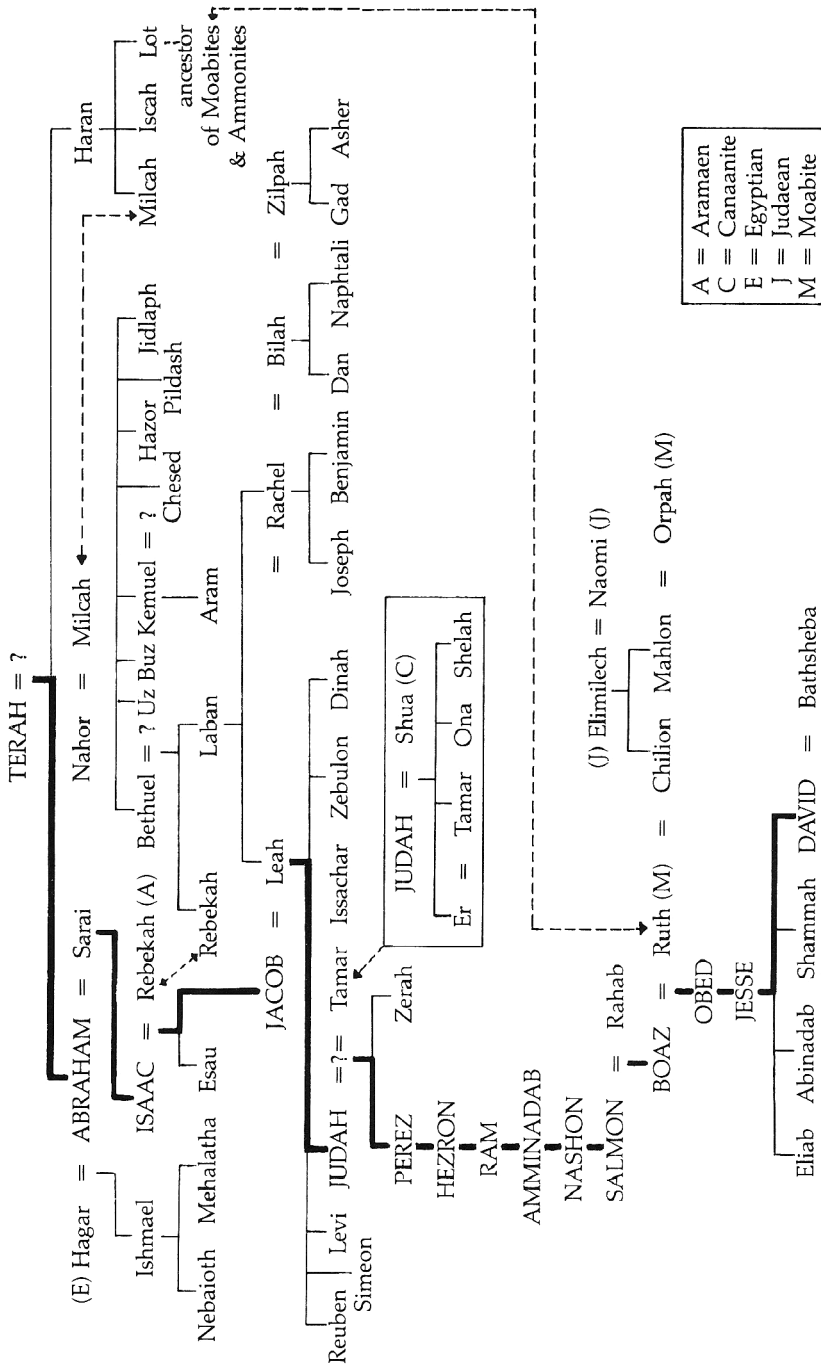 TERAH = ?
(E) Hagar = ABRAHAM = Sarai Nahor = Milcah Haran
ISAAC = Rebekah (A) Bethuel = ? Uz Buz Kemuel = ? Hazor Jidlaph Milcah Iscah Lot
Ishmael Esau Chesed Pildash ancestor
of Moabites
& Ammonites
Nebaioth Mehalatha Rebekah Laban Aram
JACOB = Leah = Rachel = Bilah = Zilpah
Reuben Levi JUDAH =?= Tamar Issachar Zebulon Dinah Joseph Benjamin Dan Naphtali Gad Asher
Simeon
PEREZ Zerah
JUDAH = Shua (C)
HEZRON
RAM
Er = Tamar Ona Shelah
AMMINADAB
NASHON
SALMON = Rahab
(J) Elimilech = Naomi (J)
BOAZ = Ruth (M) = Chilion Mahlon = Orpah (M)
OBED
JESSE
Eliab Abinadab Shammah DAVID = Bathsheba
A = Aramaen
C = Canaanite
E = Egyptian
J = Judaean
M = Moabite